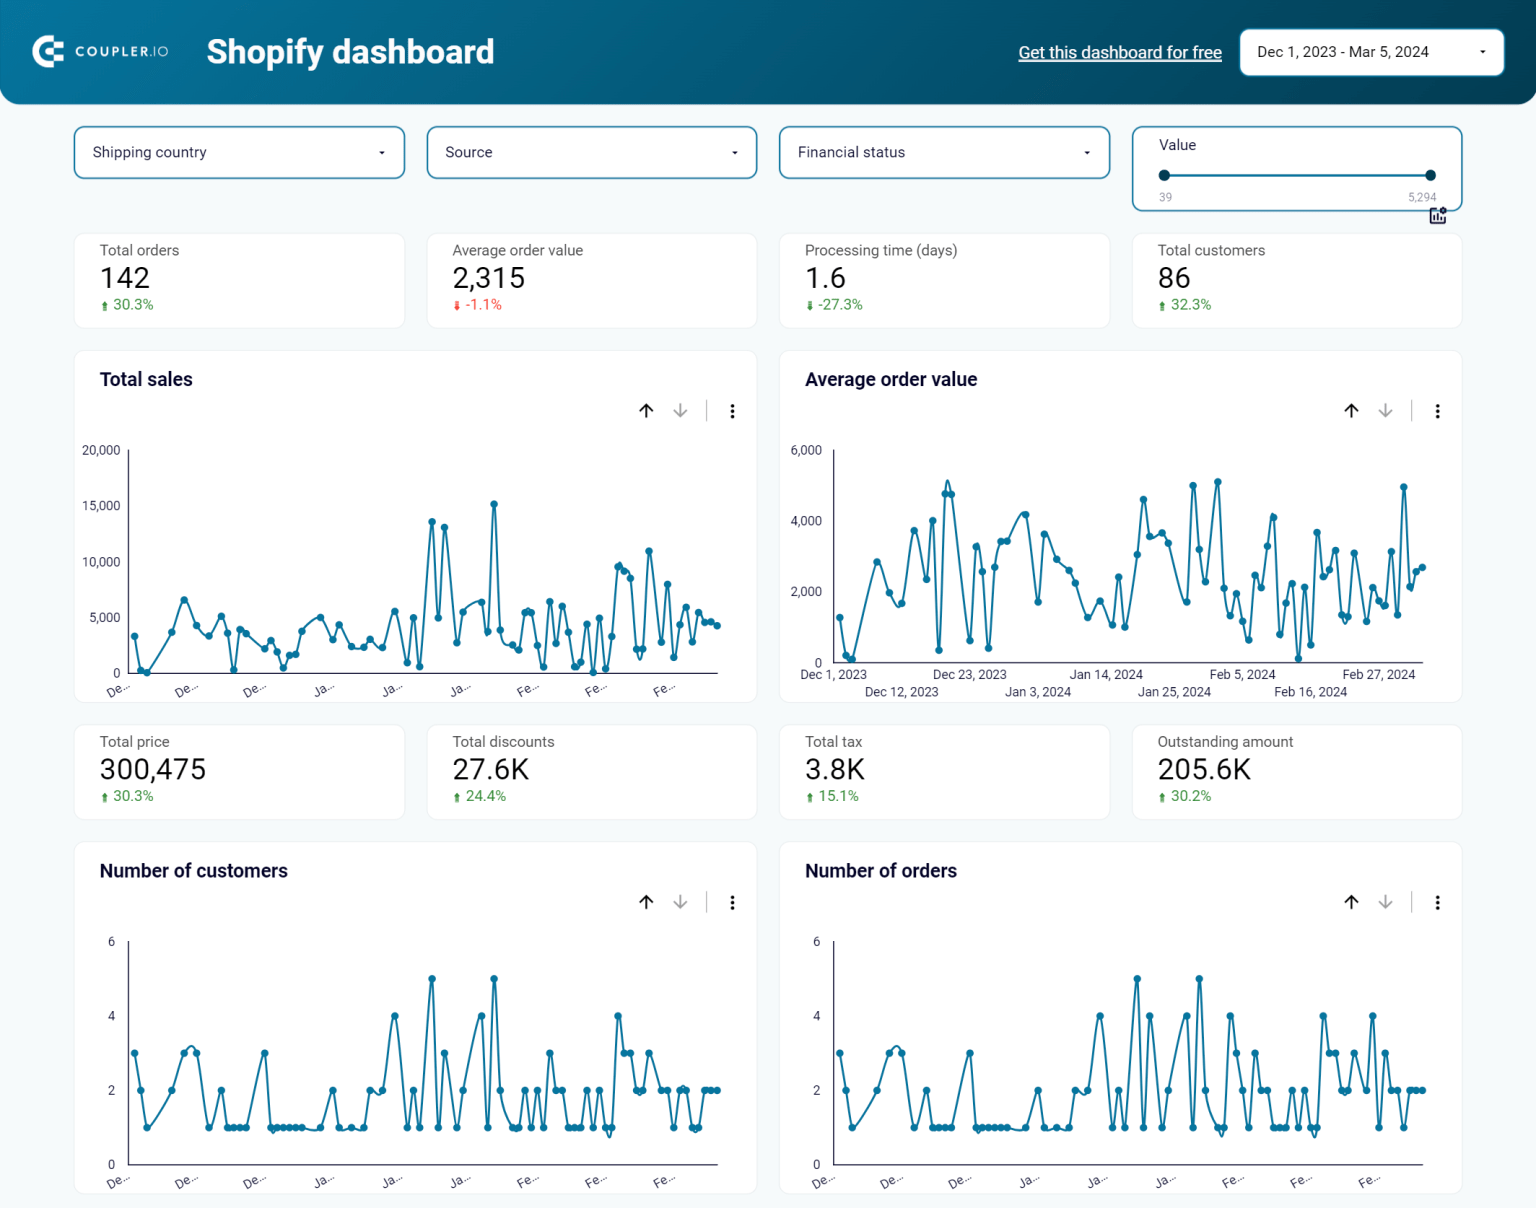 COUPLER.IO
Shopify dashboard
Get this dashboard for free
Dec 1, 2023 - Mar 5, 2024
Shipping country
Source
Financial status
Value
39
5,294
Total orders
142
30.3%
Average order value
2,315
-1.1%
Processing time (days)
1.6
-27.3%
Total customers
86
32.3%
Total sales
20,000
15,000
10,000
5,000
0
De...
De...
De...
Ja...
Ja...
Ja...
Fe...
Fe...
Fe...
Average order value
6,000
4,000
2,000
0
Dec 1, 2023
Dec 12, 2023
Dec 23, 2023
Jan 3, 2024
Jan 14, 2024
Jan 25, 2024
Feb 5, 2024
Feb 16, 2024
Feb 27, 2024
Total price
300,475
30.3%
Total discounts
27.6K
24.4%
Total tax
3.8K
15.1%
Outstanding amount
205.6K
30.2%
Number of customers
6
4
2
0
De...
De...
De...
Ja...
Ja...
Ja...
Fe...
Fe...
Fe...
Number of orders
6
4
2
0
De...
De...
De...
Ja...
Ja...
Ja...
Fe...
Fe...
Fe...